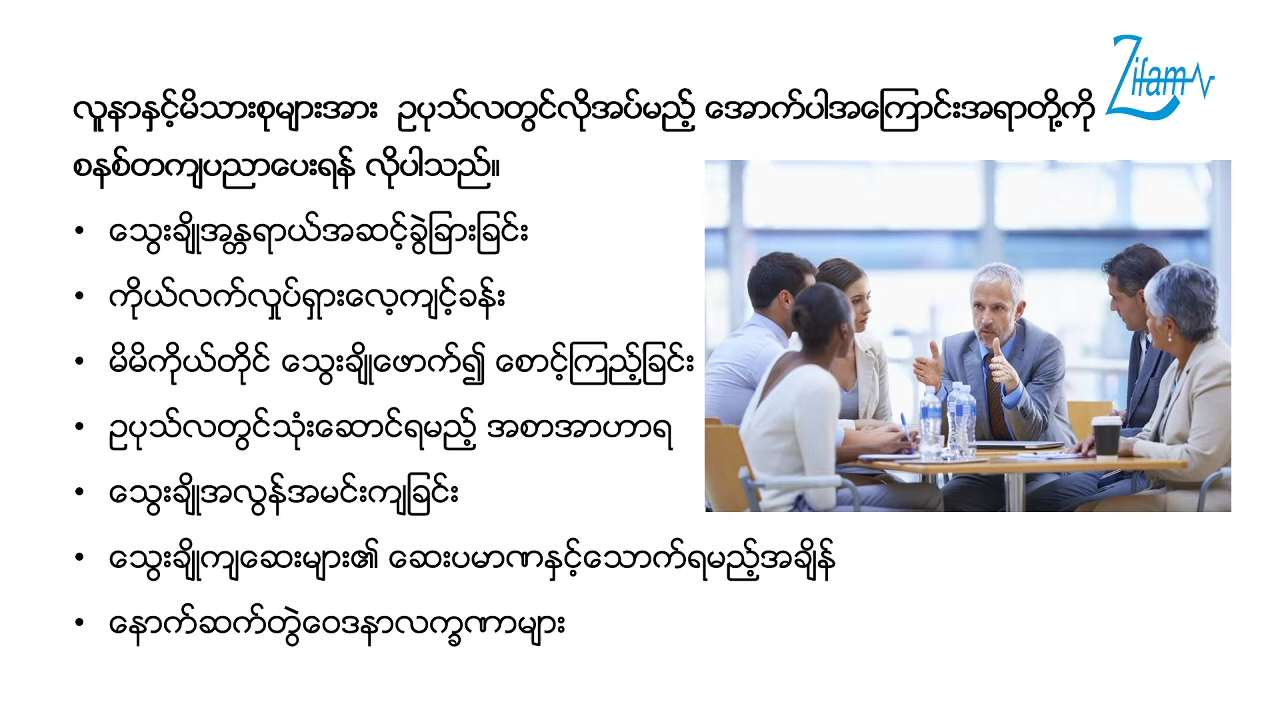 Zifam
လူနာနှင့်မိသားစုများအား ဥပုသ်လတွင်လိုအပ်မည့် အောက်ပါအကြောင်းအရာတို့ကို
စနစ်တကျပညာပေးရန် လိုပါသည်။
• သွေးချိုအန္တရာယ်အဆင့်ခွဲခြားခြင်း
• ကိုယ်လက်လှုပ်ရှားလေ့ကျင့်ခန်း
• မိမိကိုယ်တိုင် သွေးချိုဖောက်၍ စောင့်ကြည့်ခြင်း
• ဥပုသ်လတွင်သုံးဆောင်ရမည့် အစာအာဟာရ
• သွေးချိုအလွန်အမင်းကျခြင်း
• သွေးချိုကျဆေးများ၏ ဆေးပမာဏနှင့်သောက်ရမည့်အချိန်
• နောက်ဆက်တွဲဝေဒနာလက္ခဏာများ